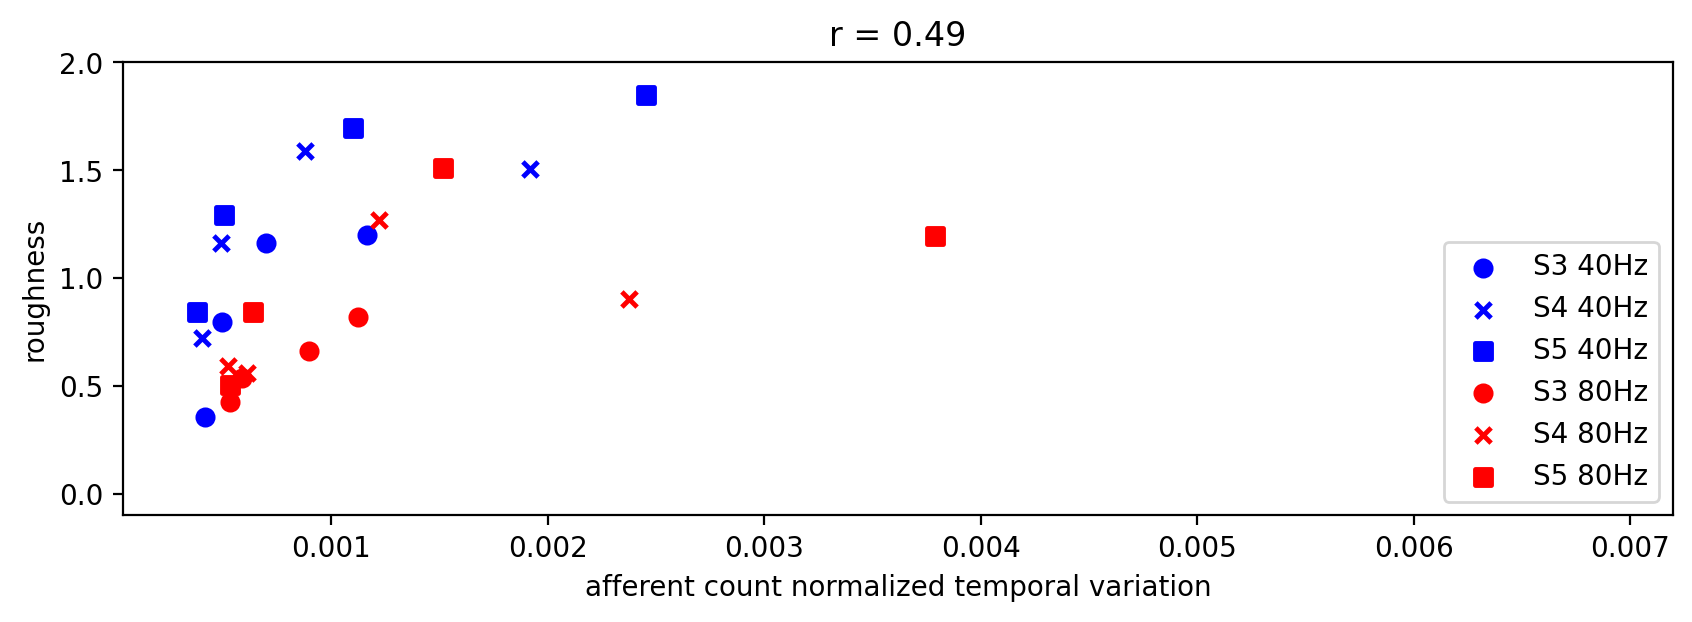 r = 0.49
2.0
1.5
1.0
0.5
0.0
roughness
0.001 0.002 0.003 0.004 0.005 0.006 0.007
afferent count normalized temporal variation
S3 40Hz
S4 40Hz
S5 40Hz
S3 80Hz
S4 80Hz
S5 80Hz